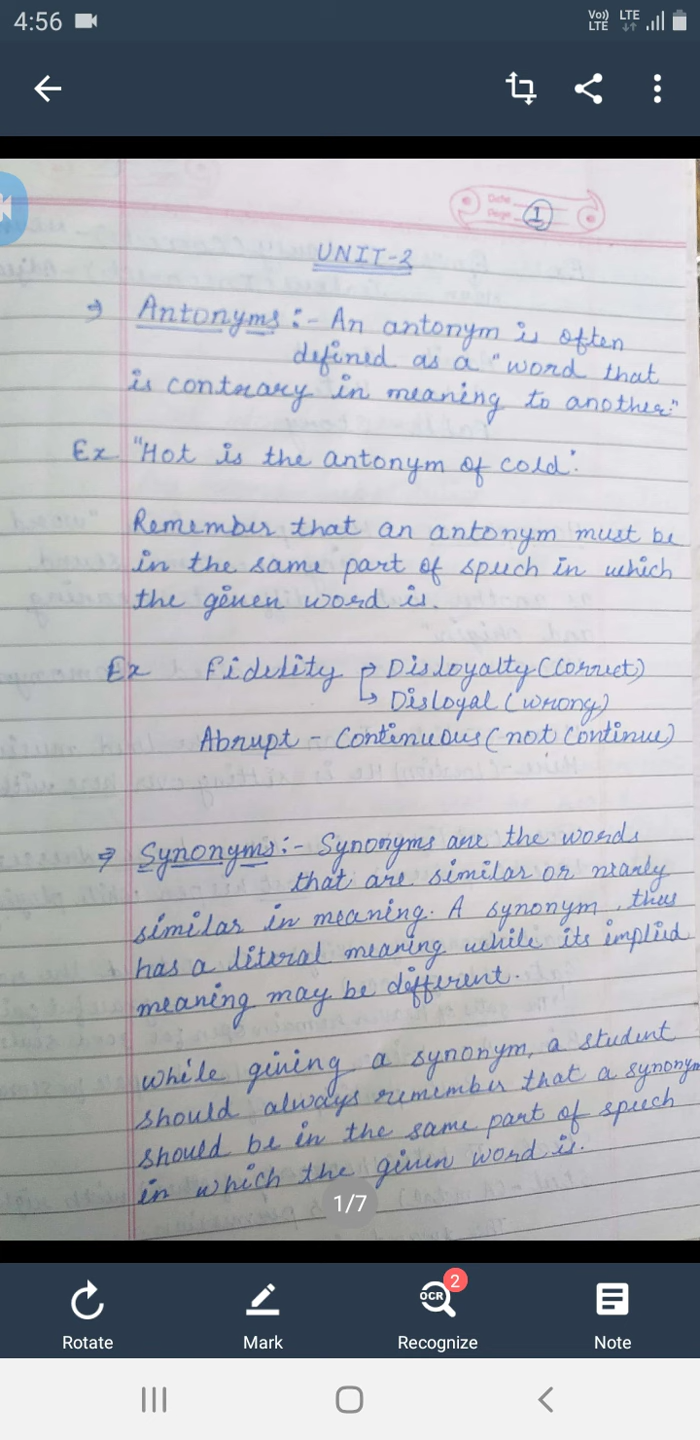 4:56
Vo)) LTE
LTE
Date
Page 1
UNIT-2
→ Antonyms :- An antonym is often
defined as a "word that
is contrary in meaning to another."
Ex "Hot is the antonym of cold".
Remember that an antonym must be
in the same part of speech in which
the given word is.
Ex Fidelity → Disloyalty (Correct)
↳ Disloyal (wrong)
Abrupt - Continuous (not continue)
⇒ Synonyms :- Synonyms are the words
that are similar or nearly
similar in meaning. A synonym, thus
has a literal meaning while its implied
meaning may be different.
while giving a synonym, a student
should always remember that a synonym
should be in the same part of speech
in which the given word is.
1/7
OCR
2
Rotate
Mark
Recognize
Note